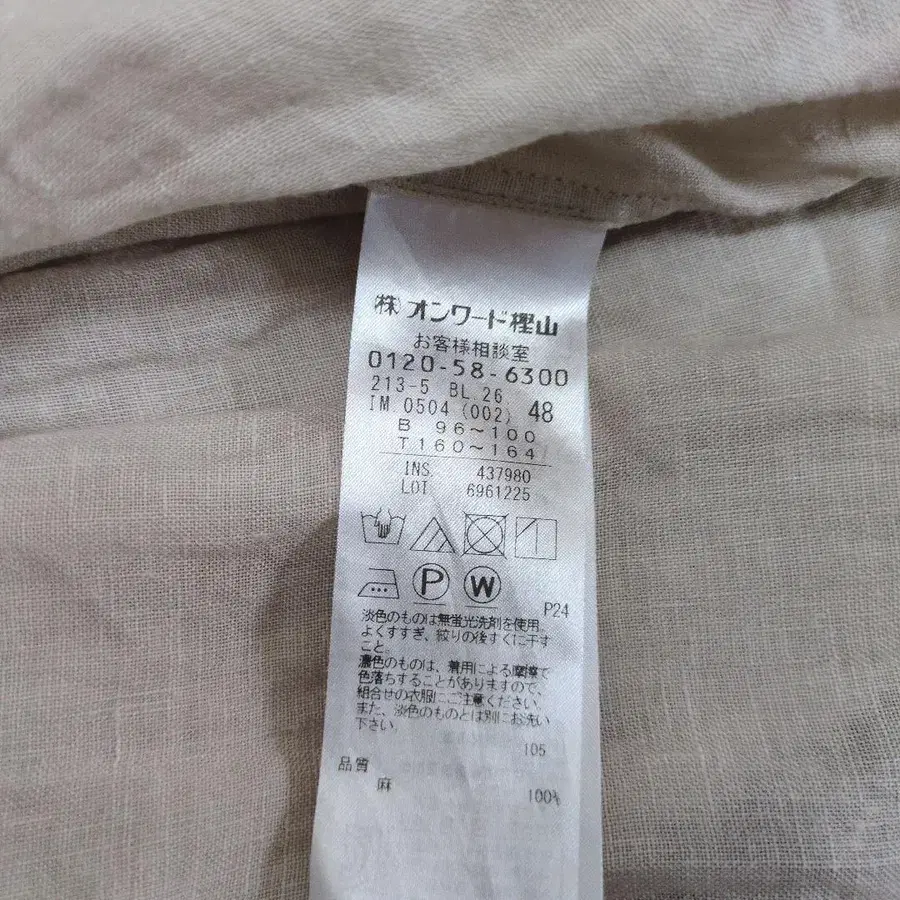 ㈱オンワード樫山
お客様相談室
0120-58-6300
213-5 BL.26
IM.0504 (002) 48
B 96～100
T160～164
INS. 437980
LOT 6961225
P W
P24
淡色のものは無蛍光洗剤を使用。
よくすすぎ、絞りの後すぐに干す
こと。
濃色のものは、着用による摩擦で
色落ちすることがありますので、
組合せの衣服にご注意ください。
また、淡色のものとは別にお洗い
下さい。
105
品質
麻 100%